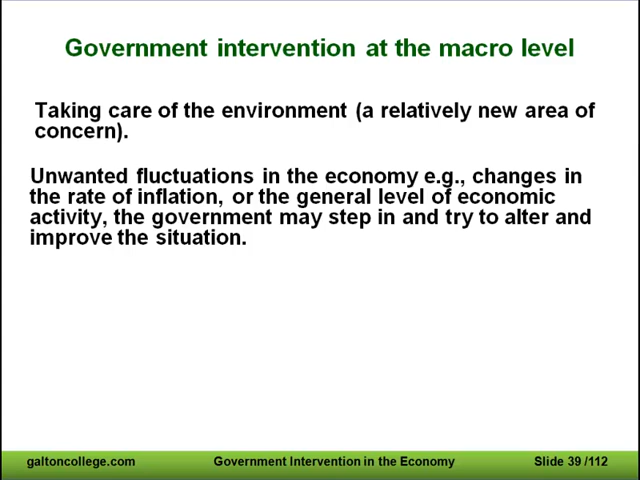 Government intervention at the macro level
Taking care of the environment (a relatively new area of
concern).
Unwanted fluctuations in the economy e.g., changes in
the rate of inflation, or the general level of economic
activity, the government may step in and try to alter and
improve the situation.
galtoncollege.com Government Intervention in the Economy Slide 39 /112